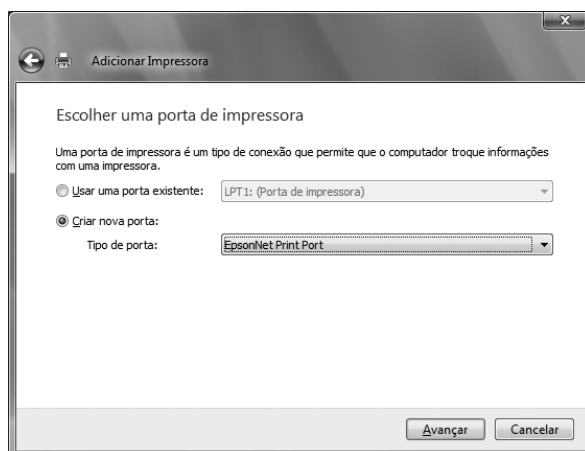 Adicionar Impressora
Escolher uma porta de impressora
Uma porta de impressora é um tipo de conexão que permite que o computador troque informações
com uma impressora.
Usar uma porta existente: LPT1: (Porta de impressora)
Criar nova porta:
Tipo de porta: EpsonNet Print Port
Avançar Cancelar